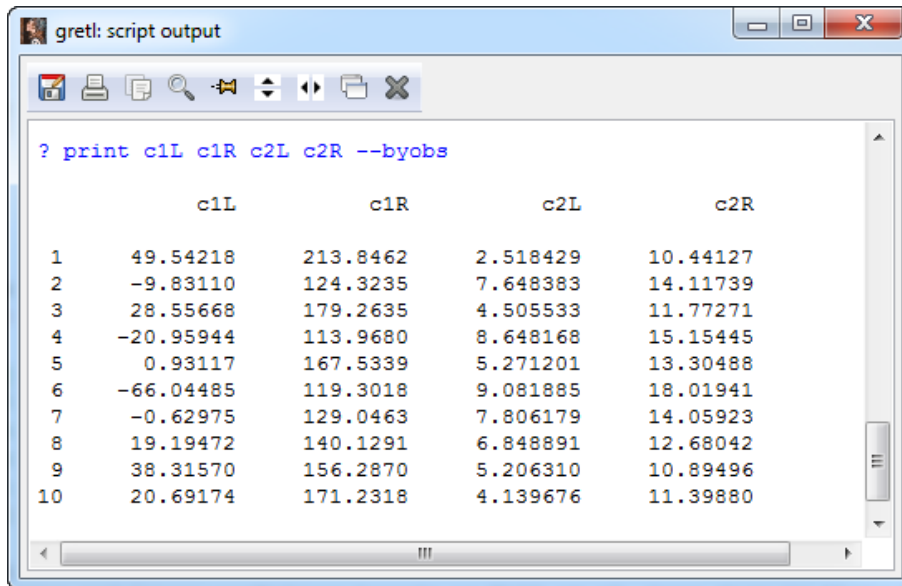 gretl: script output
? print c1L c1R c2L c2R --byobs
c1L c1R c2L c2R
1 49.54218 213.8462 2.518429 10.44127
2 -9.83110 124.3235 7.648383 14.11739
3 28.55668 179.2635 4.505533 11.77271
4 -20.95944 113.9680 8.648168 15.15445
5 0.93117 167.5339 5.271201 13.30488
6 -66.04485 119.3018 9.081885 18.01941
7 -0.62975 129.0463 7.806179 14.05923
8 19.19472 140.1291 6.848891 12.68042
9 38.31570 156.2870 5.206310 10.89496
10 20.69174 171.2318 4.139676 11.39880